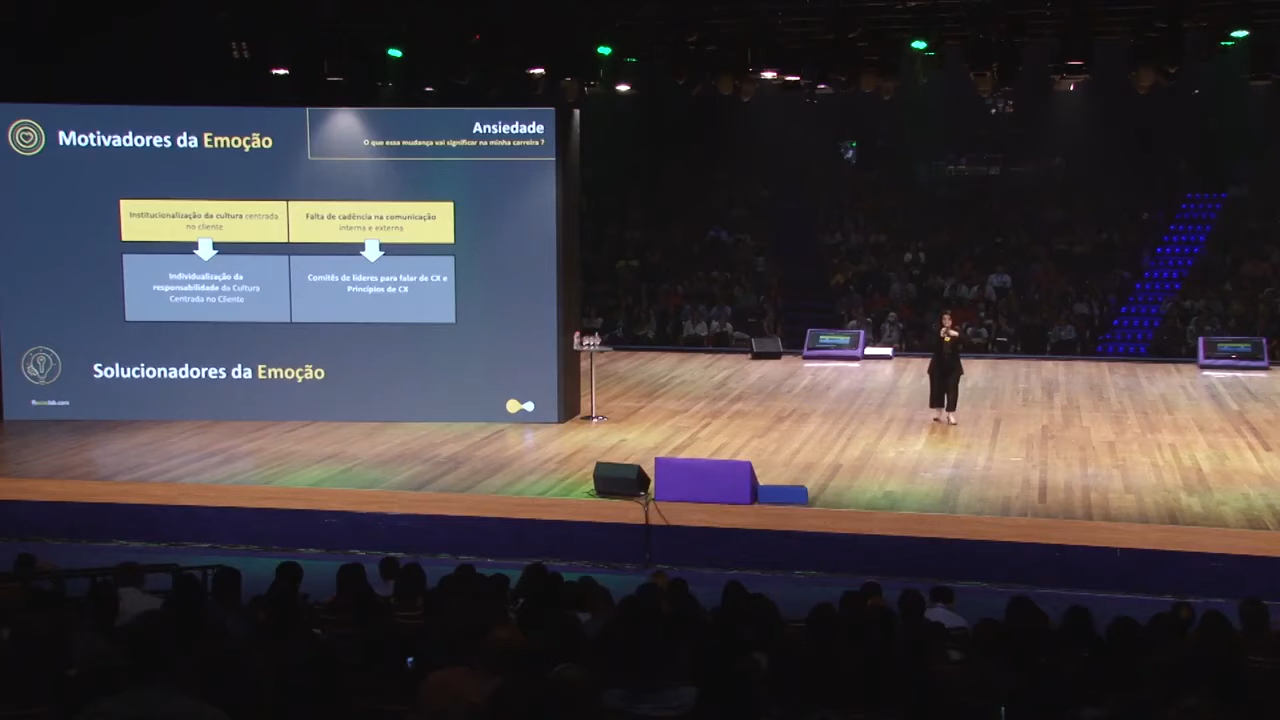 Motivadores da Emoção
Ansiedade
O que essa mudança vai significar na minha carreira ?
Institucionalização da cultura centrada
no cliente
Falta de cadência na comunicação
interna e externa
Individualização da
responsabilidade da Cultura
Centrada no Cliente
Comitês de líderes para falar de CX e
Princípios de CX
Solucionadores da Emoção